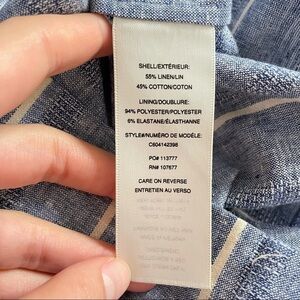 SHELL/EXTÉRIEUR:
55% LINEN/LIN
45% COTTON/COTON
LINING/DOUBLURE:
94% POLYESTER/POLYESTER
6% ELASTANE/ÉLASTHANNE
STYLE#/NUMÉRO DE MODÈLE:
C604142398
PO# 113777
RN# 107677
CARE ON REVERSE
ENTRETIEN AU VERSO